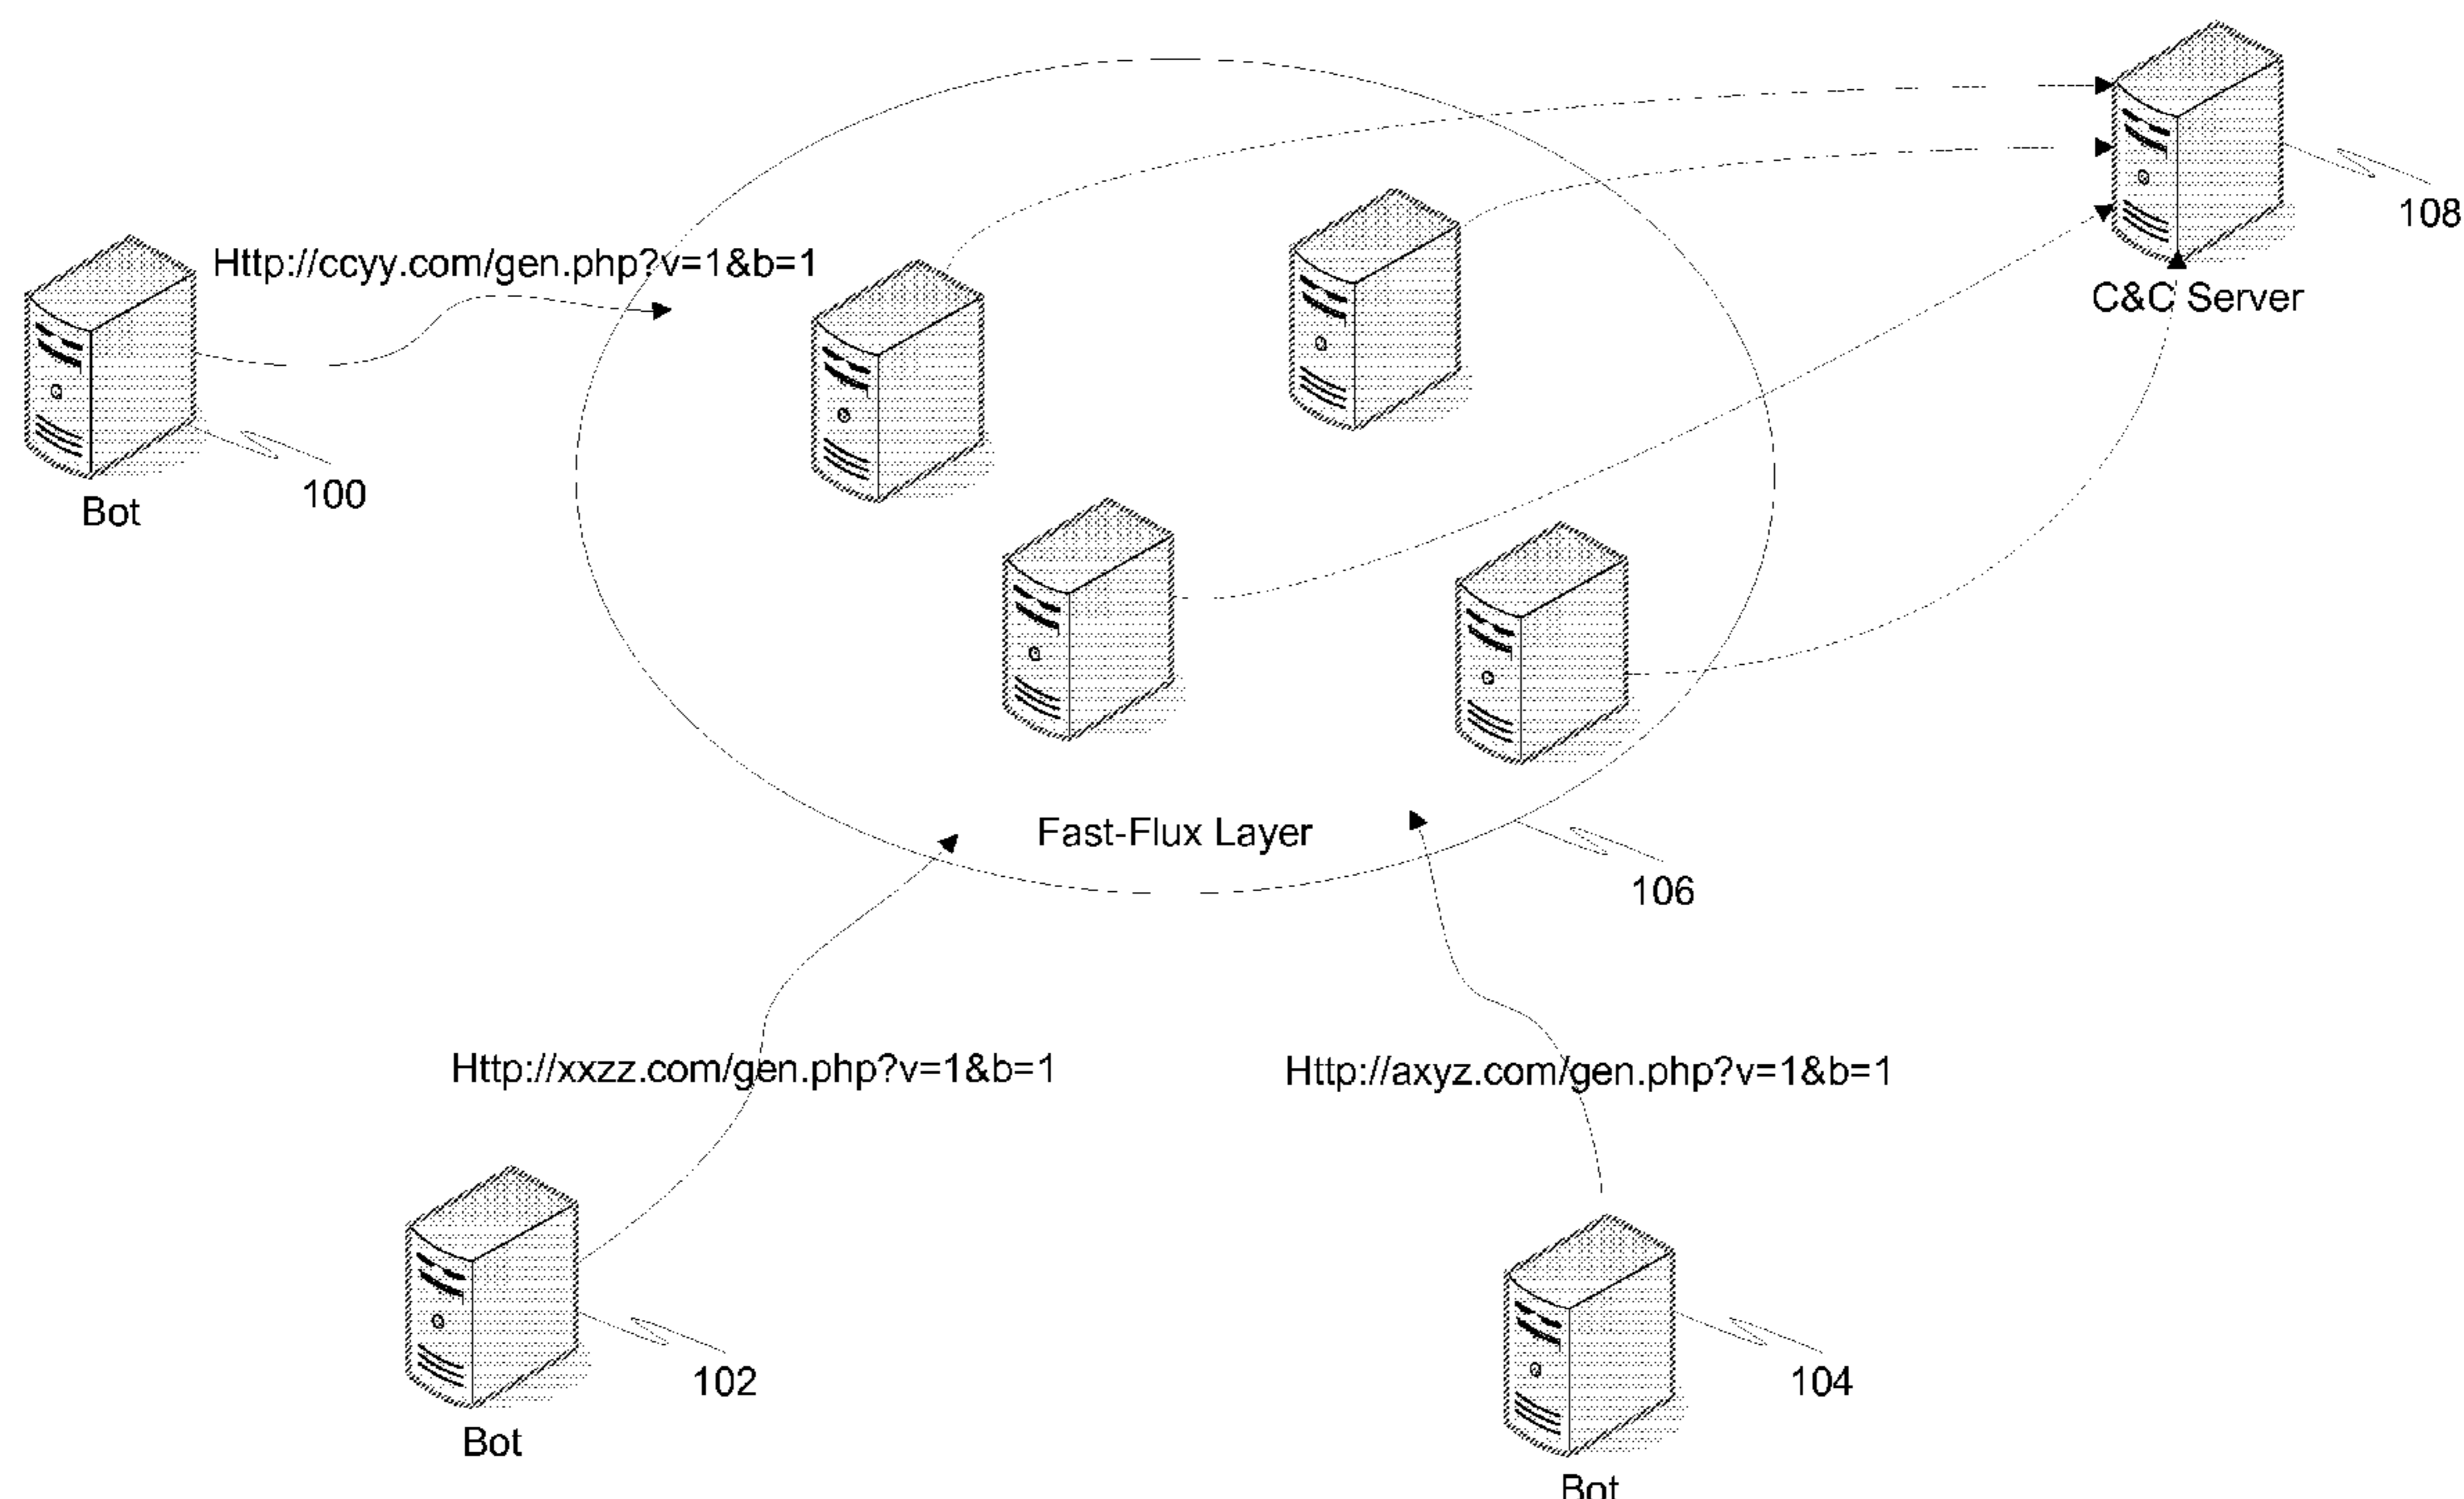 108
Http://ccyy.com/gen.php?v=1&b=1
C&C Server
100
Bot
Fast-Flux Layer
106
Http://xxzz.com/gen.php?v=1&b=1
Http://axyz.com/gen.php?v=1&b=1
102
104
Bot
Bot